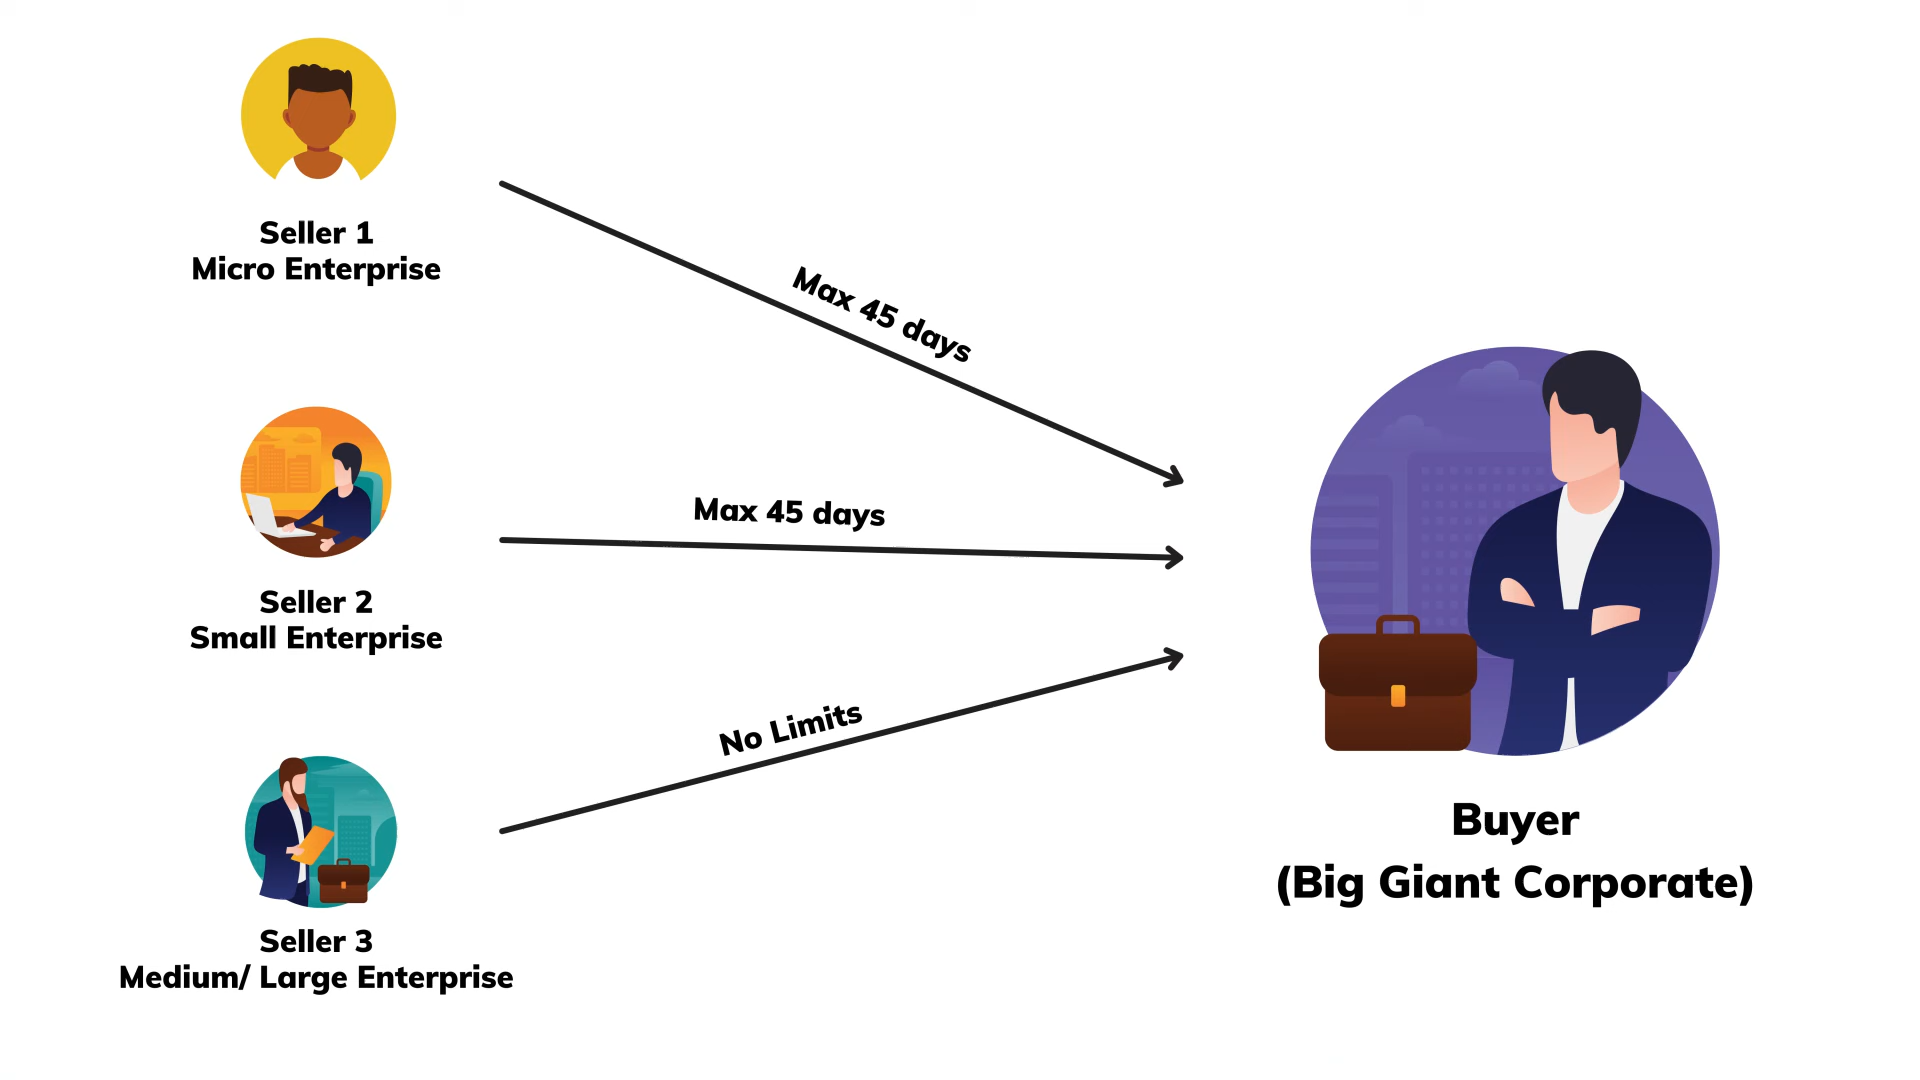 Seller 1
Micro Enterprise
Max 45 days
Seller 2
Small Enterprise
Max 45 days
Seller 3
Medium/ Large Enterprise
No Limits
Buyer
(Big Giant Corporate)